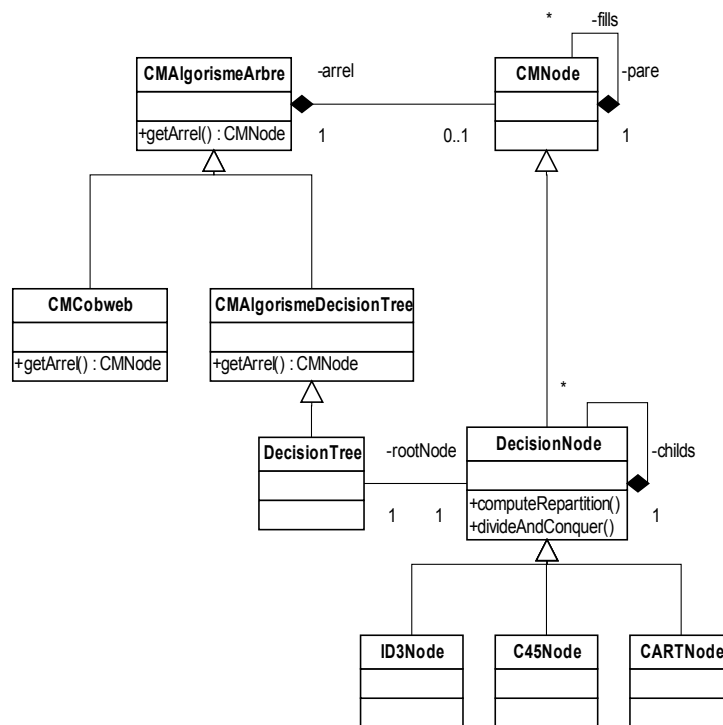 * -fills
CMAlgorismeArbre -arrel CMNode -pare
+getArrel() : CMNode 1 0..1 1
CMCobweb CMAlgorismeDecisionTree
+getArrel() : CMNode +getArrel() : CMNode
*
DecisionTree -rootNode DecisionNode -childs
+computeRepartition()
1 1 +divideAndConquer() 1
ID3Node C45Node CARTNode